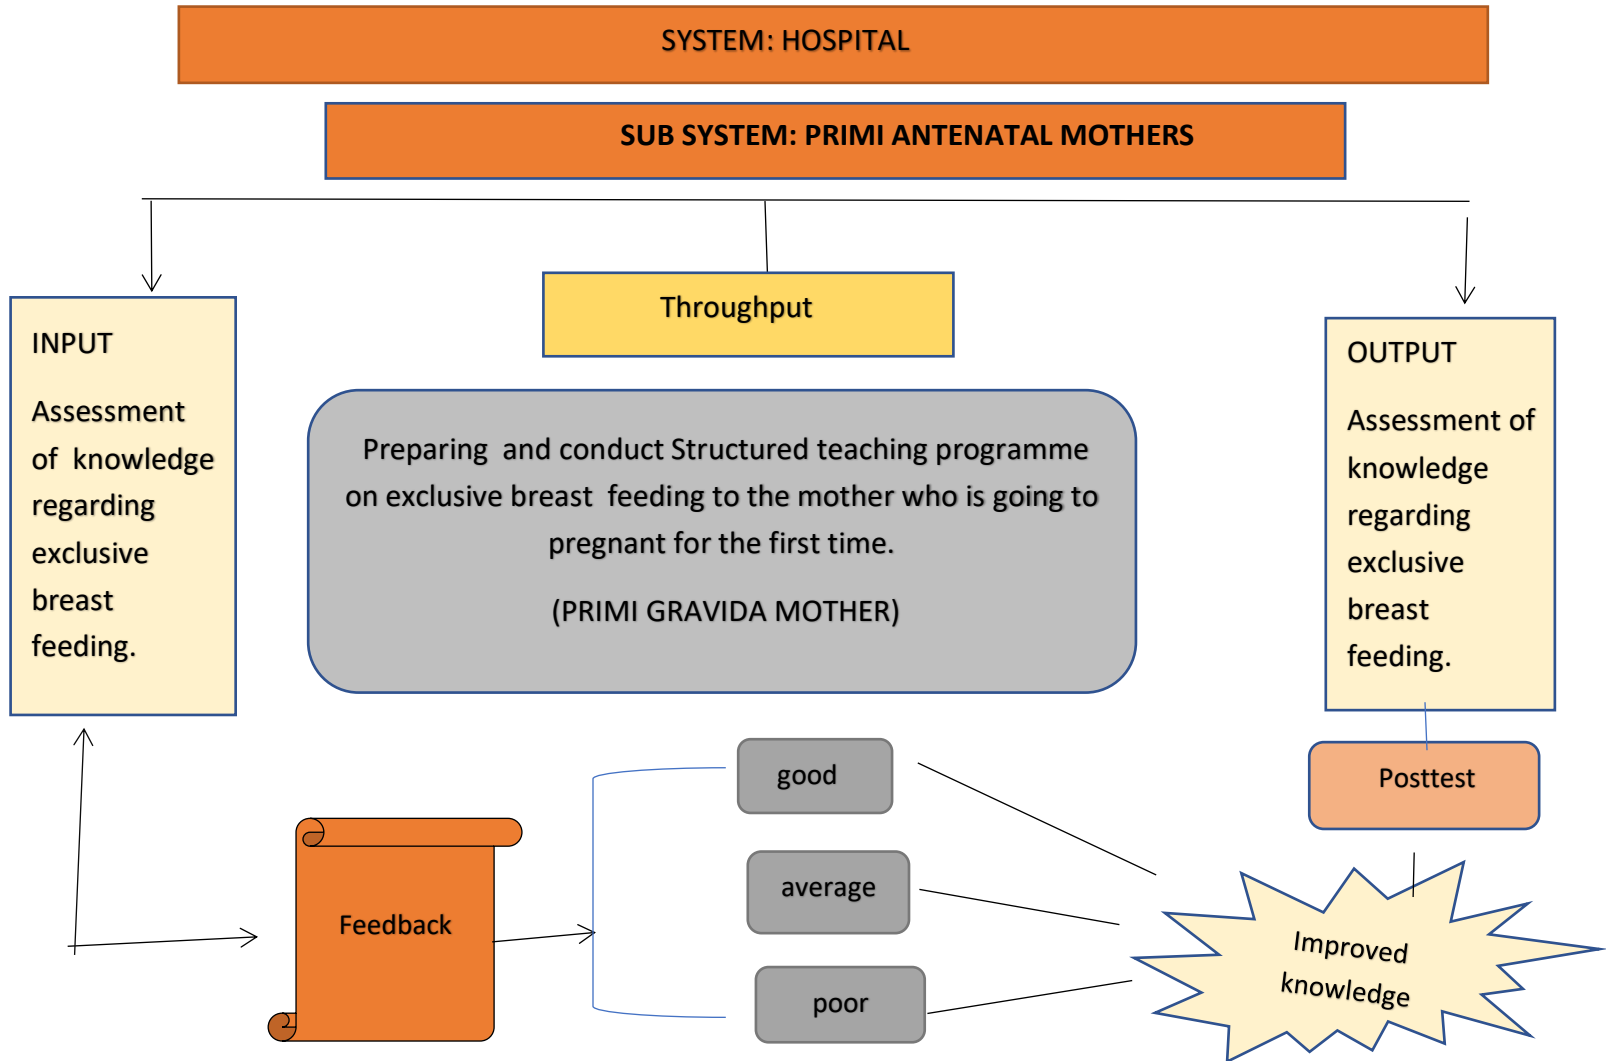 SYSTEM: HOSPITAL
SUB SYSTEM: PRIMI ANTENATAL MOTHERS
Throughput
INPUT
Assessment
of knowledge
regarding
exclusive
breast
feeding.
Preparing and conduct Structured teaching programme
on exclusive breast feeding to the mother who is going to
pregnant for the first time.
(PRIMI GRAVIDA MOTHER)
OUTPUT
Assessment of
knowledge
regarding
exclusive
breast
feeding.
Posttest
good
average
poor
Feedback
Improved
knowledge